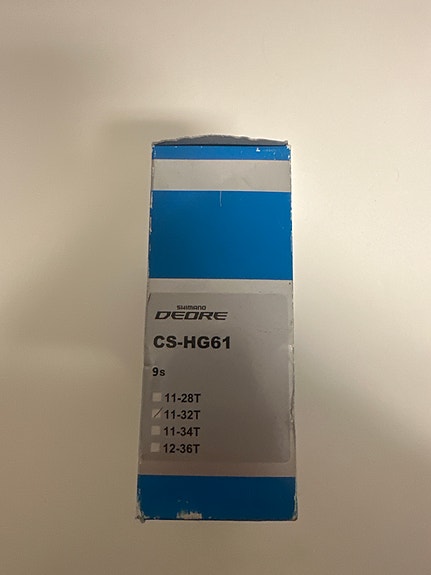 SHIMANO
DEORE
CS-HG61
9s
11-28T
11-32T
11-34T
12-36T